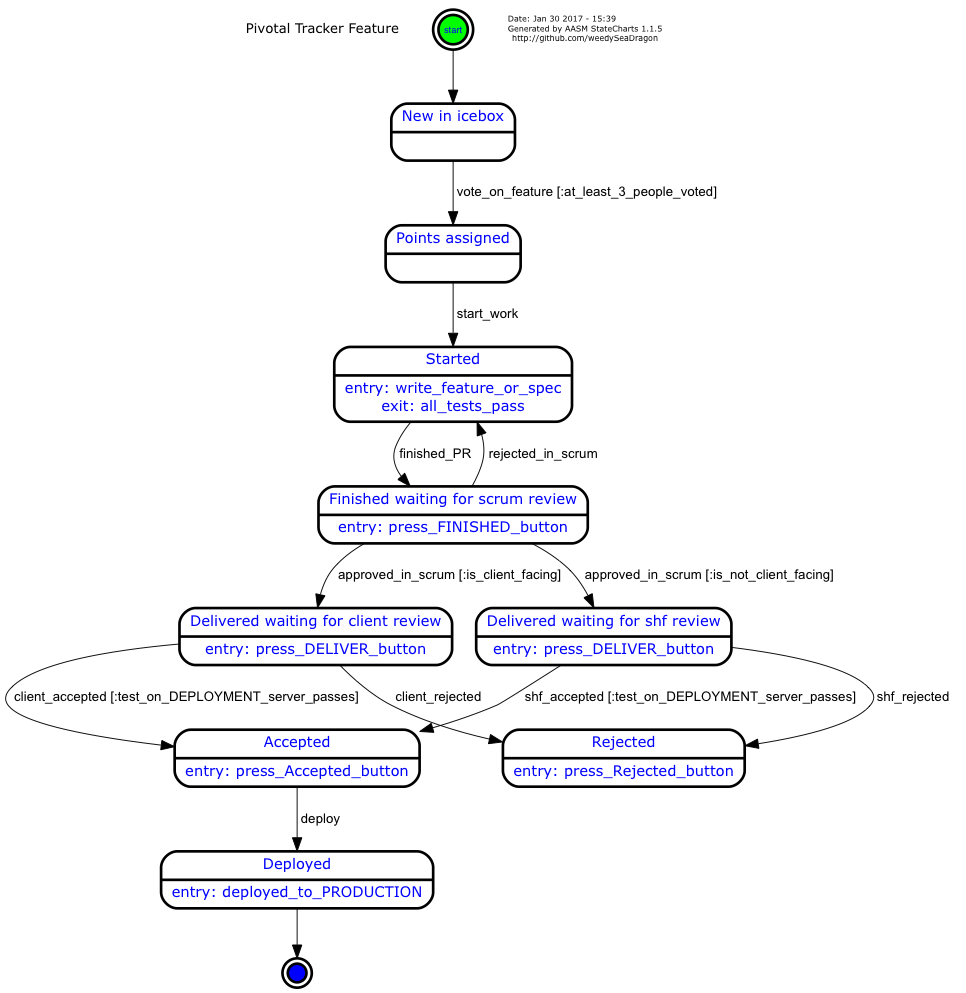 Pivotal Tracker Feature
start
Date: Jan 30 2017 - 15:39
Generated by AASM StateCharts 1.1.5
http://github.com/weedySeaDragon
New in icebox
vote_on_feature [:at_least_3_people_voted]
Points assigned
start_work
Started
entry: write_feature_or_spec
exit: all_tests_pass
finished_PR
rejected_in_scrum
Finished waiting for scrum review
entry: press_FINISHED_button
approved_in_scrum [:is_client_facing]
approved_in_scrum [:is_not_client_facing]
Delivered waiting for client review
entry: press_DELIVER_button
Delivered waiting for shf review
entry: press_DELIVER_button
client_accepted [:test_on_DEPLOYMENT_server_passes]
client_rejected
shf_accepted [:test_on_DEPLOYMENT_server_passes]
shf_rejected
Accepted
entry: press_Accepted_button
Rejected
entry: press_Rejected_button
deploy
Deployed
entry: deployed_to_PRODUCTION